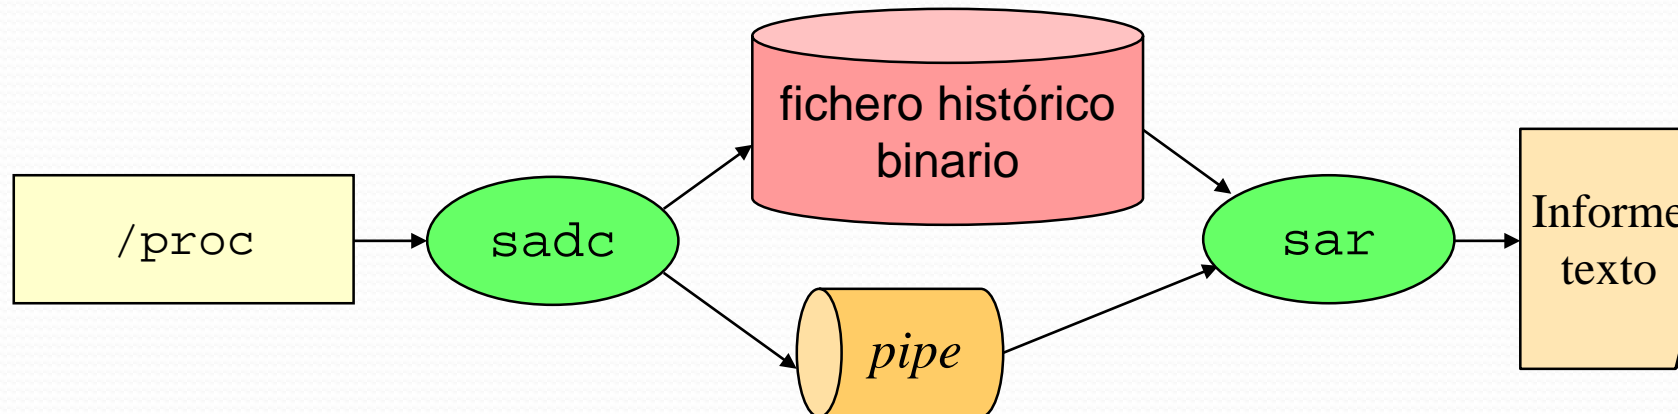 /proc
sadc
fichero histórico
binario
pipe
sar
Informe
texto